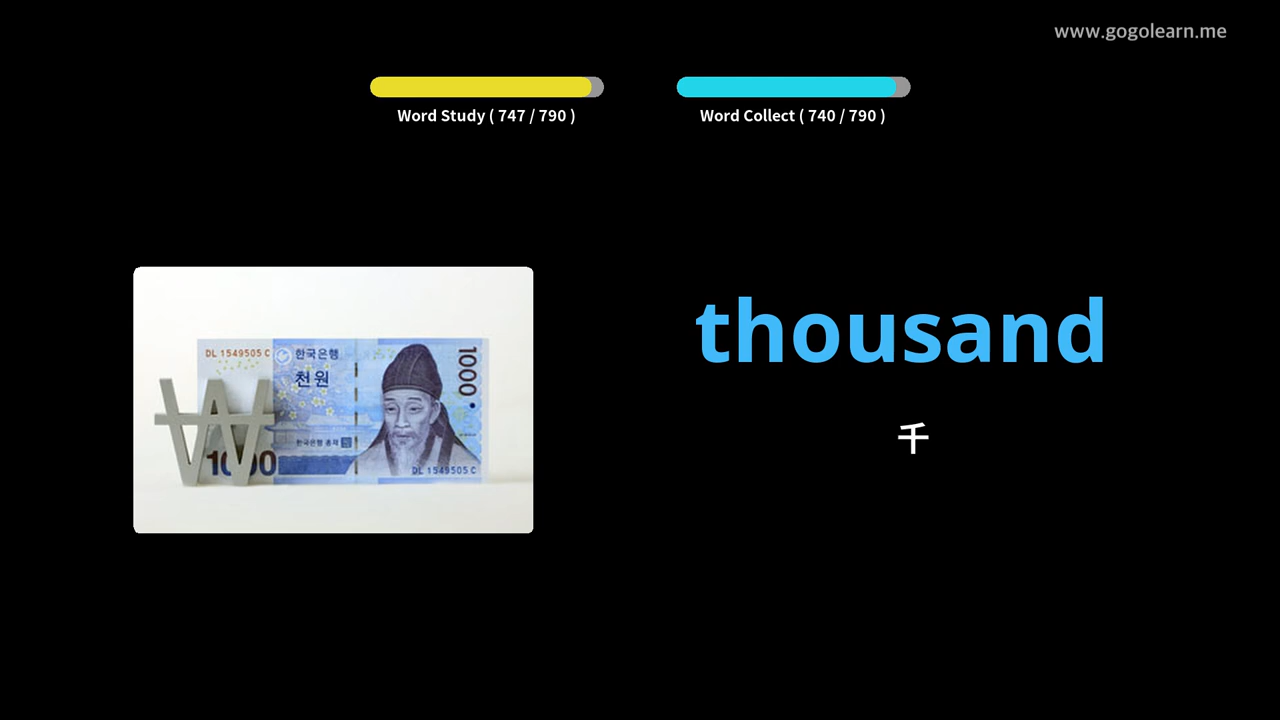 www.gogolearn.me
Word Study ( 747 / 790 )
Word Collect ( 740 / 790 )
DL 1549505 C
한국은행
천원
1000
한국은행 총재
1000
DL 1549505 C
thousand
千